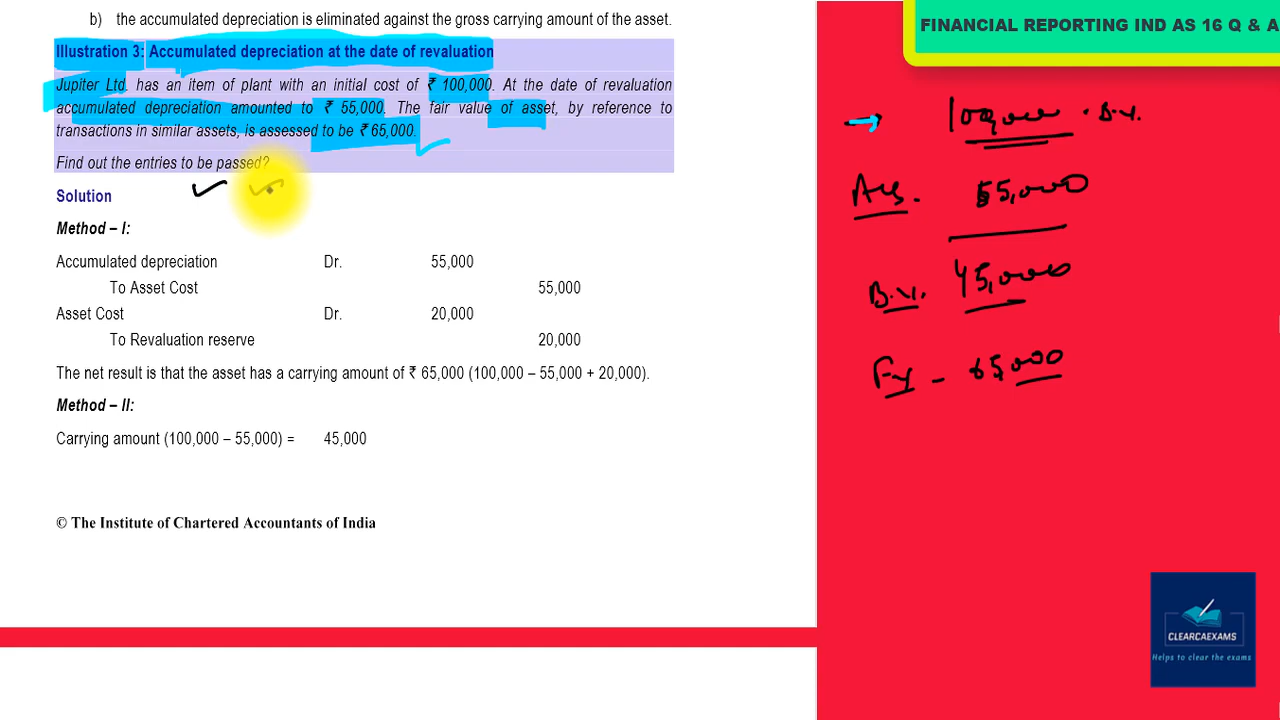 b) the accumulated depreciation is eliminated against the gross carrying amount of the asset.
Illustration 3: Accumulated depreciation at the date of revaluation
Jupiter Ltd. has an item of plant with an initial cost of ₹ 100,000. At the date of revaluation
accumulated depreciation amounted to ₹ 55,000. The fair value of asset, by reference to
transactions in similar assets, is assessed to be ₹ 65,000.
Find out the entries to be passed?
Solution
Method – I:
Accumulated depreciation Dr. 55,000
To Asset Cost 55,000
Asset Cost Dr. 20,000
To Revaluation reserve 20,000
The net result is that the asset has a carrying amount of ₹ 65,000 (100,000 – 55,000 + 20,000).
Method – II:
Carrying amount (100,000 – 55,000) = 45,000
© The Institute of Chartered Accountants of India
FINANCIAL REPORTING IND AS 16 Q & A
100,000 . B.V.
55,000
B.V. 45,000
– 65,000
CLEARCAEXAMS
Helps to clear the exams